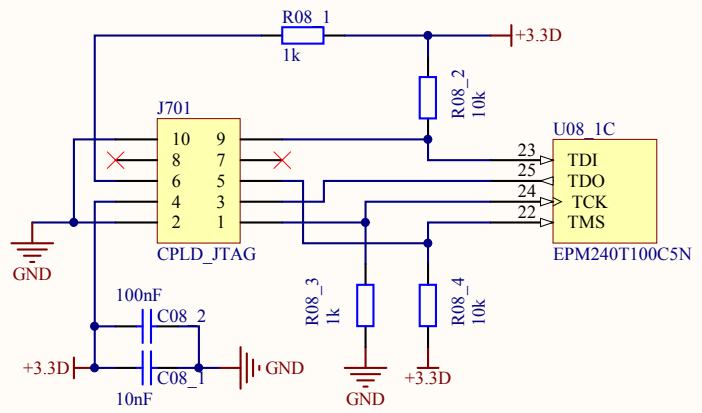 R08_1
1k
+3.3D
R08_2
10k
J701
10 9
8 7
6 5
4 3
2 1
CPLD_JTAG
U08_1C
23 TDI
25 TDO
24 TCK
22 TMS
EPM240T100C5N
GND
100nF
C08_2
+3.3D
C08_1
10nF
GND
R08_3
1k
GND
R08_4
10k
+3.3D